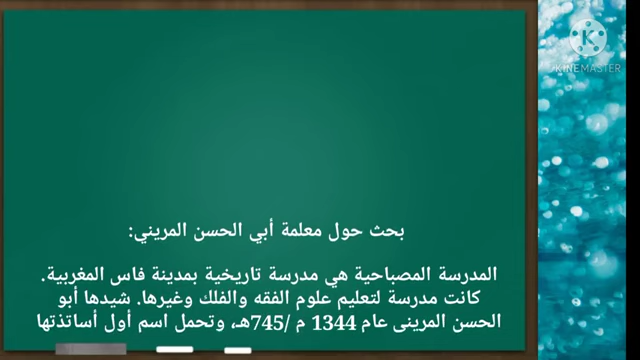 K
KINEMASTER
بحث حول معلمة أبي الحسن المريني:
المدرسة المصباحية هي مدرسة تاريخية بمدينة فاس المغربية.
كانت مدرسة لتعليم علوم الفقه والفلك وغيرها. شيدها أبو
الحسن المرينى عام 1344 م /745هـ، وتحمل اسم أول أساتذتها